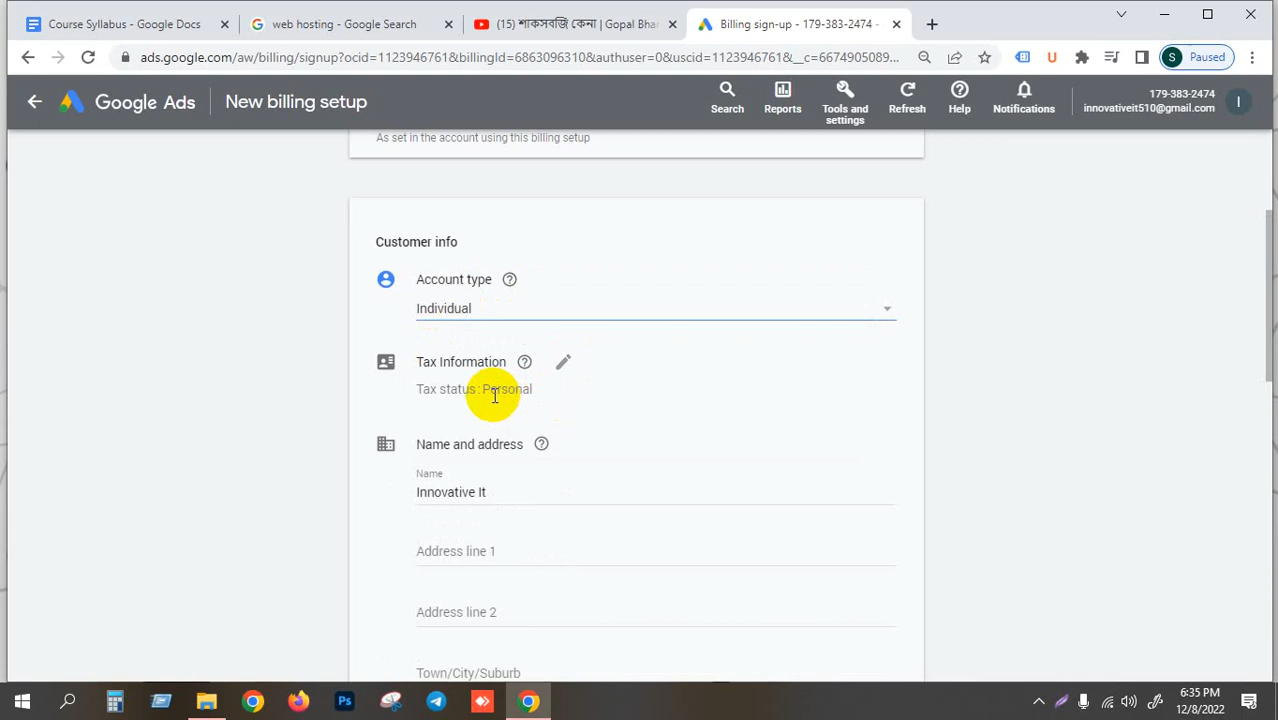 Course Syllabus - Google Docs
web hosting - Google Search
(15) শাকসবজি কেনা | Gopal Bhar
Billing sign-up - 179-383-2474 -
ads.google.com/aw/billing/signup?ocid=1123946761&billingId=6863096310&authuser=0&uscid=1123946761&__c=6674905089...
U
S Paused
Google Ads
New billing setup
Search
Reports
Tools and
settings
Refresh
Help
Notifications
179-383-2474
innovativeit510@gmail.com
I
As set in the account using this billing setup
Customer info
Account type
Individual
Tax Information
Tax status: Personal
Name and address
Name
Innovative It
Address line 1
Address line 2
Town/City/Suburb
Ps
6:35 PM
12/8/2022